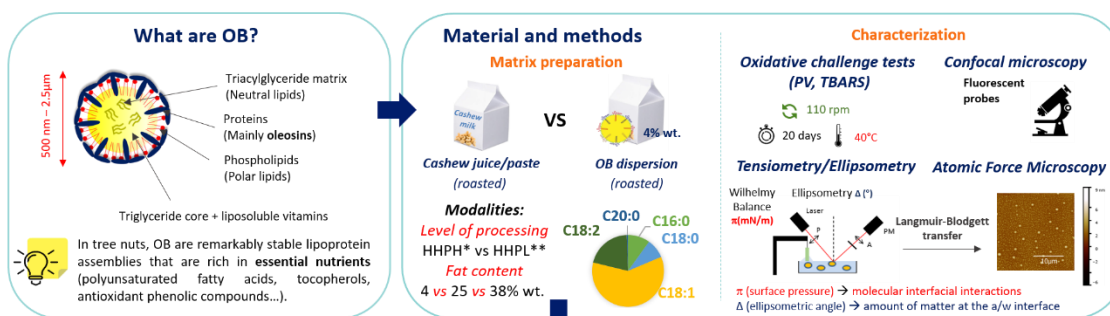 What are OB?
500 nm – 2.5µm
Triacylglyceride matrix
(Neutral lipids)
Proteins
(Mainly oleosins)
Phospholipids
(Polar lipids)
Triglyceride core + liposoluble vitamins
In tree nuts, OB are remarkably stable lipoprotein
assemblies that are rich in essential nutrients
(polyunsaturated fatty acids, tocopherols,
antioxidant phenolic compounds…).
Material and methods
Matrix preparation
Cashew
milk
VS
4% wt.
Cashew juice/paste
(roasted)
OB dispersion
(roasted)
Modalities:
Level of processing
HHPH* vs HHPL**
Fat content
4 vs 25 vs 38% wt.
C20:0
C16:0
C18:2
C18:0
C18:1
Characterization
Oxidative challenge tests
(PV, TBARS)
110 rpm
20 days
40°C
Confocal microscopy
Fluorescent
probes
Tensiometry/Ellipsometry
Wilhelmy
Balance
π(mN/m)
Ellipsometry Δ (°)
Laser
P
A
PM
Langmuir-Blodgett
transfer
Atomic Force Microscopy
10µm
π (surface pressure) → molecular interfacial interactions
Δ (ellipsometric angle) → amount of matter at the a/w interface